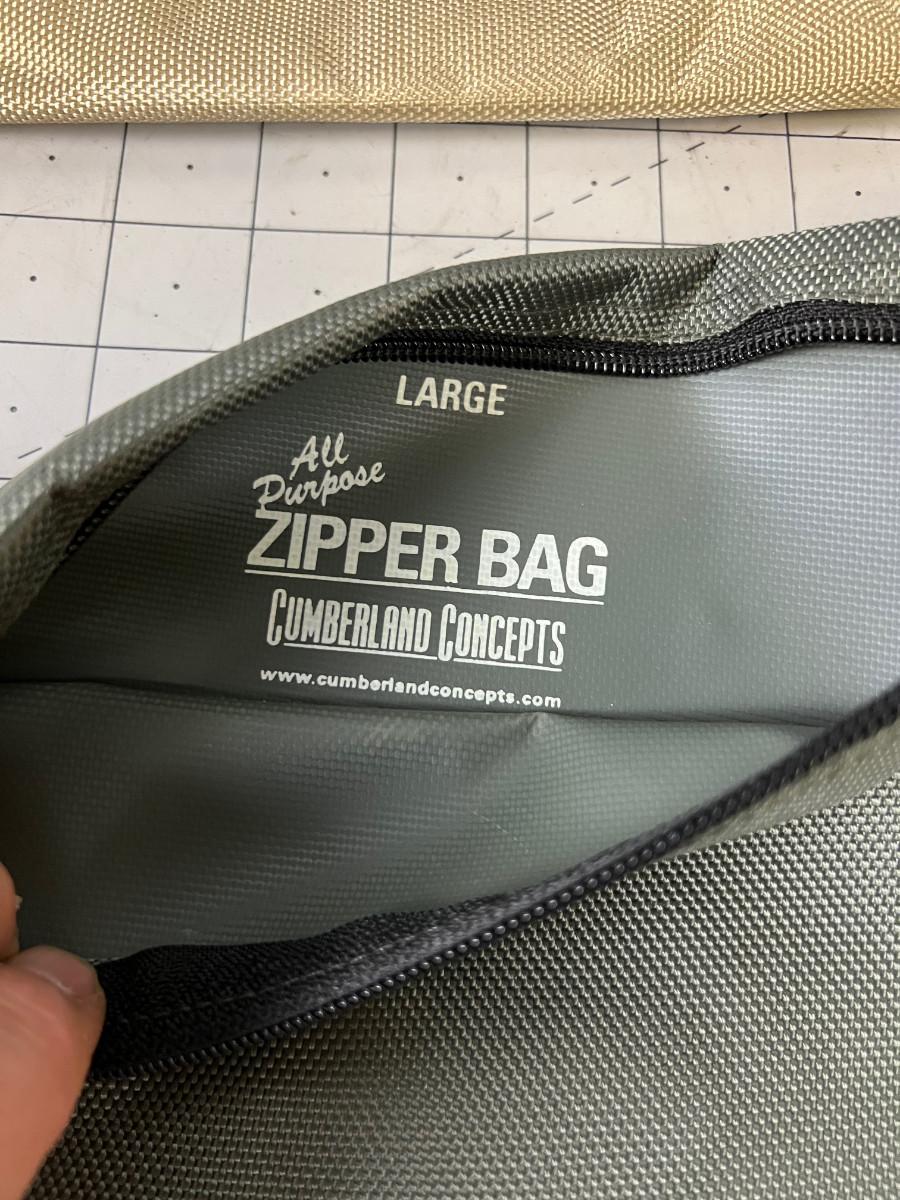 LARGE
All
Purpose
ZIPPER BAG
CUMBERLAND CONCEPTS
www.cumberlandconcepts.com